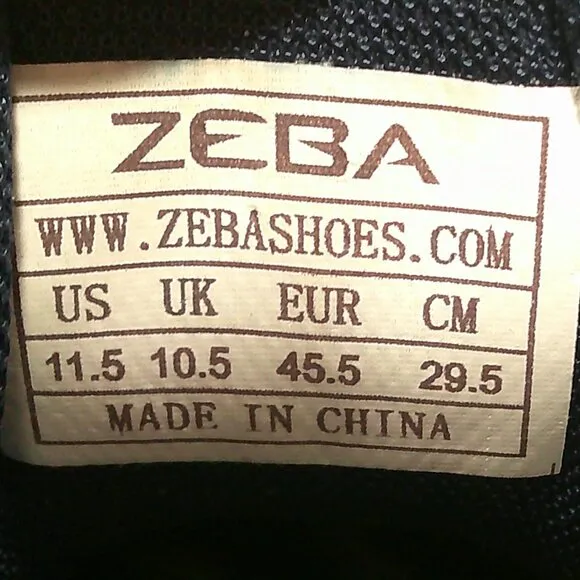 ZEBA
WWW.ZEBASHOES.COM
US UK EUR CM
11.5 10.5 45.5 29.5
MADE IN CHINA